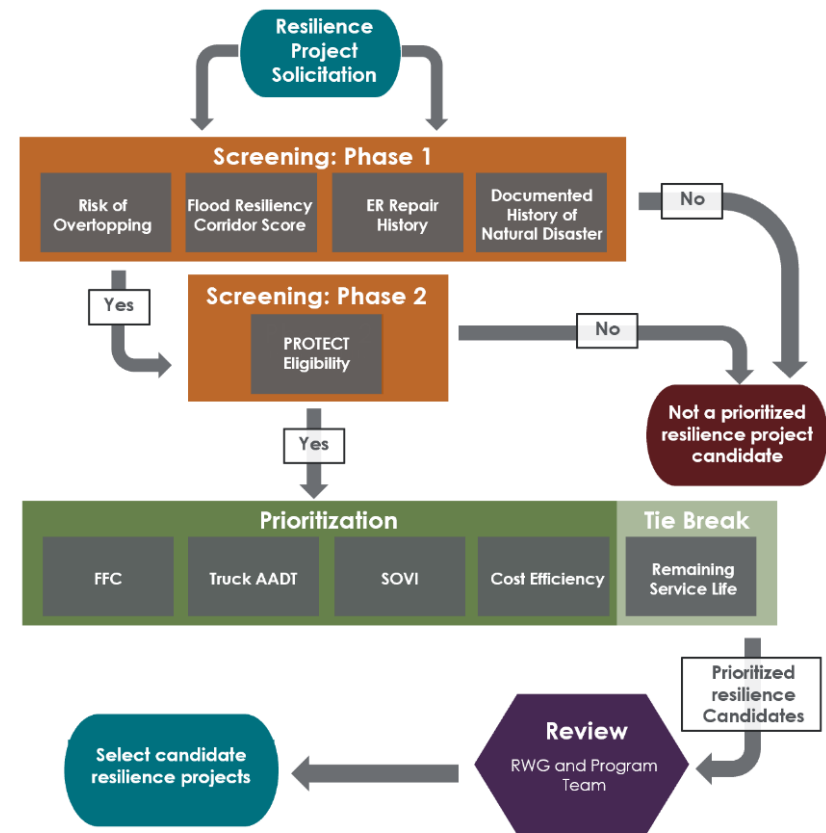 Resilience
Project
Solicitation
Screening: Phase 1
Risk of
Overtopping
Flood Resiliency
Corridor Score
ER Repair
History
Documented
History of
Natural Disaster
No
Yes
Screening: Phase 2
PROTECT
Eligibility
No
Not a prioritized
resilience project
candidate
Yes
Prioritization
Tie Break
FFC
Truck AADT
SOVI
Cost Efficiency
Remaining
Service Life
Prioritized
resilience
Candidates
Review
RWG and Program
Team
Select candidate
resilience projects